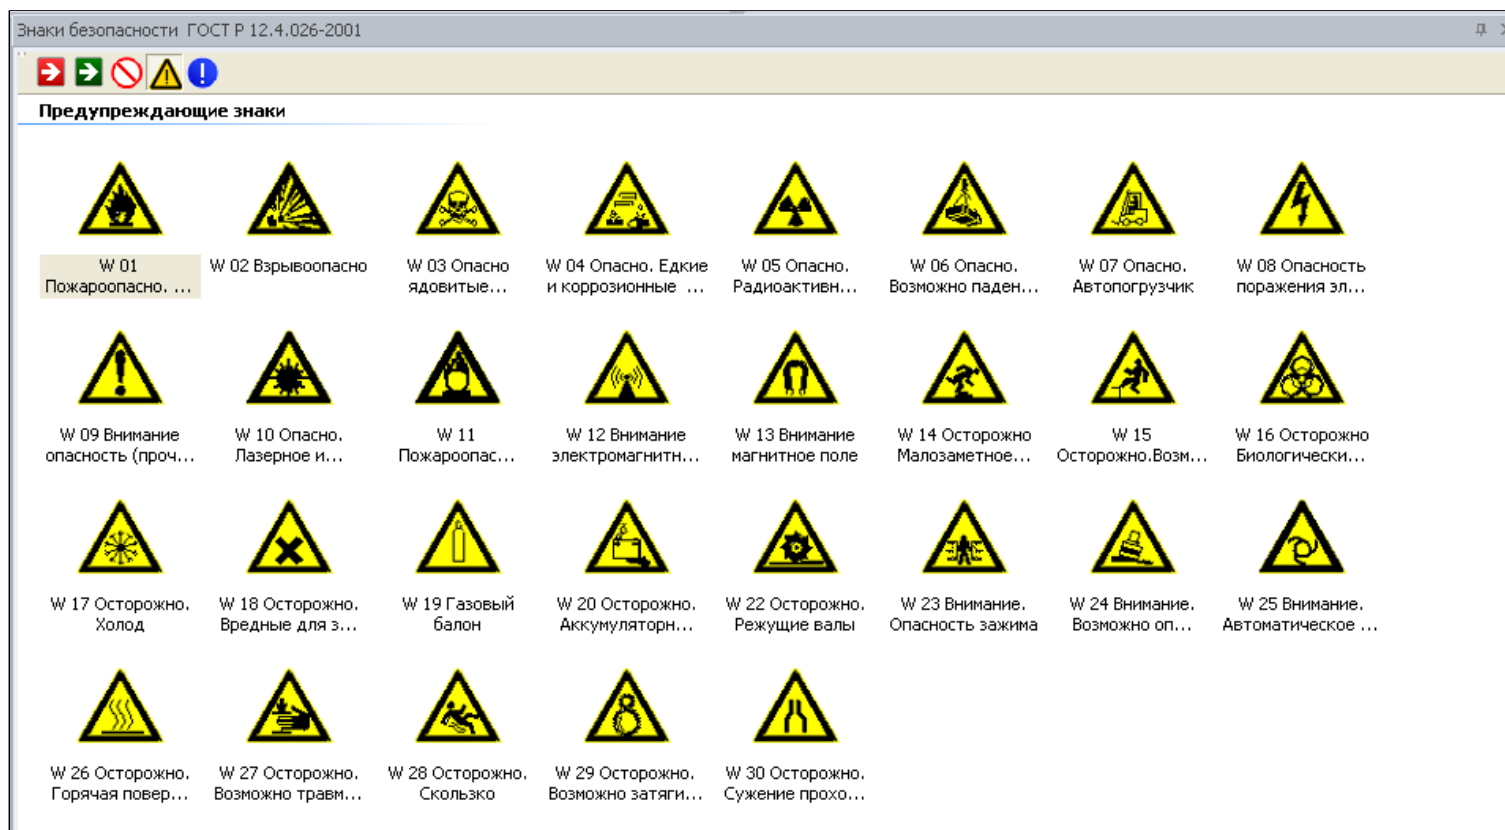 Знаки безопасности ГОСТ Р 12.4.026-2001
Предупреждающие знаки
W 01
Пожароопасно. ...
W 02 Взрывоопасно
W 03 Опасно
ядовитые...
W 04 Опасно. Едкие
и коррозионные ...
W 05 Опасно.
Радиоактивн...
W 06 Опасно.
Возможно паден...
W 07 Опасно.
Автопогрузчик
W 08 Опасность
поражения эл...
W 09 Внимание
опасность (проч...
W 10 Опасно.
Лазерное и...
W 11
Пожароопас...
W 12 Внимание
электромагнитн...
W 13 Внимание
магнитное поле
W 14 Осторожно
Малозаметное...
W 15
Осторожно.Возм...
W 16 Осторожно
Биологически...
W 17 Осторожно.
Холод
W 18 Осторожно.
Вредные для з...
W 19 Газовый
балон
W 20 Осторожно.
Аккумуляторн...
W 22 Осторожно.
Режущие валы
W 23 Внимание.
Опасность зажима
W 24 Внимание.
Возможно оп...
W 25 Внимание.
Автоматическое ...
W 26 Осторожно.
Горячая повер...
W 27 Осторожно.
Возможно травм...
W 28 Осторожно.
Скользко
W 29 Осторожно.
Возможно затяги...
W 30 Осторожно.
Сужение прохо...